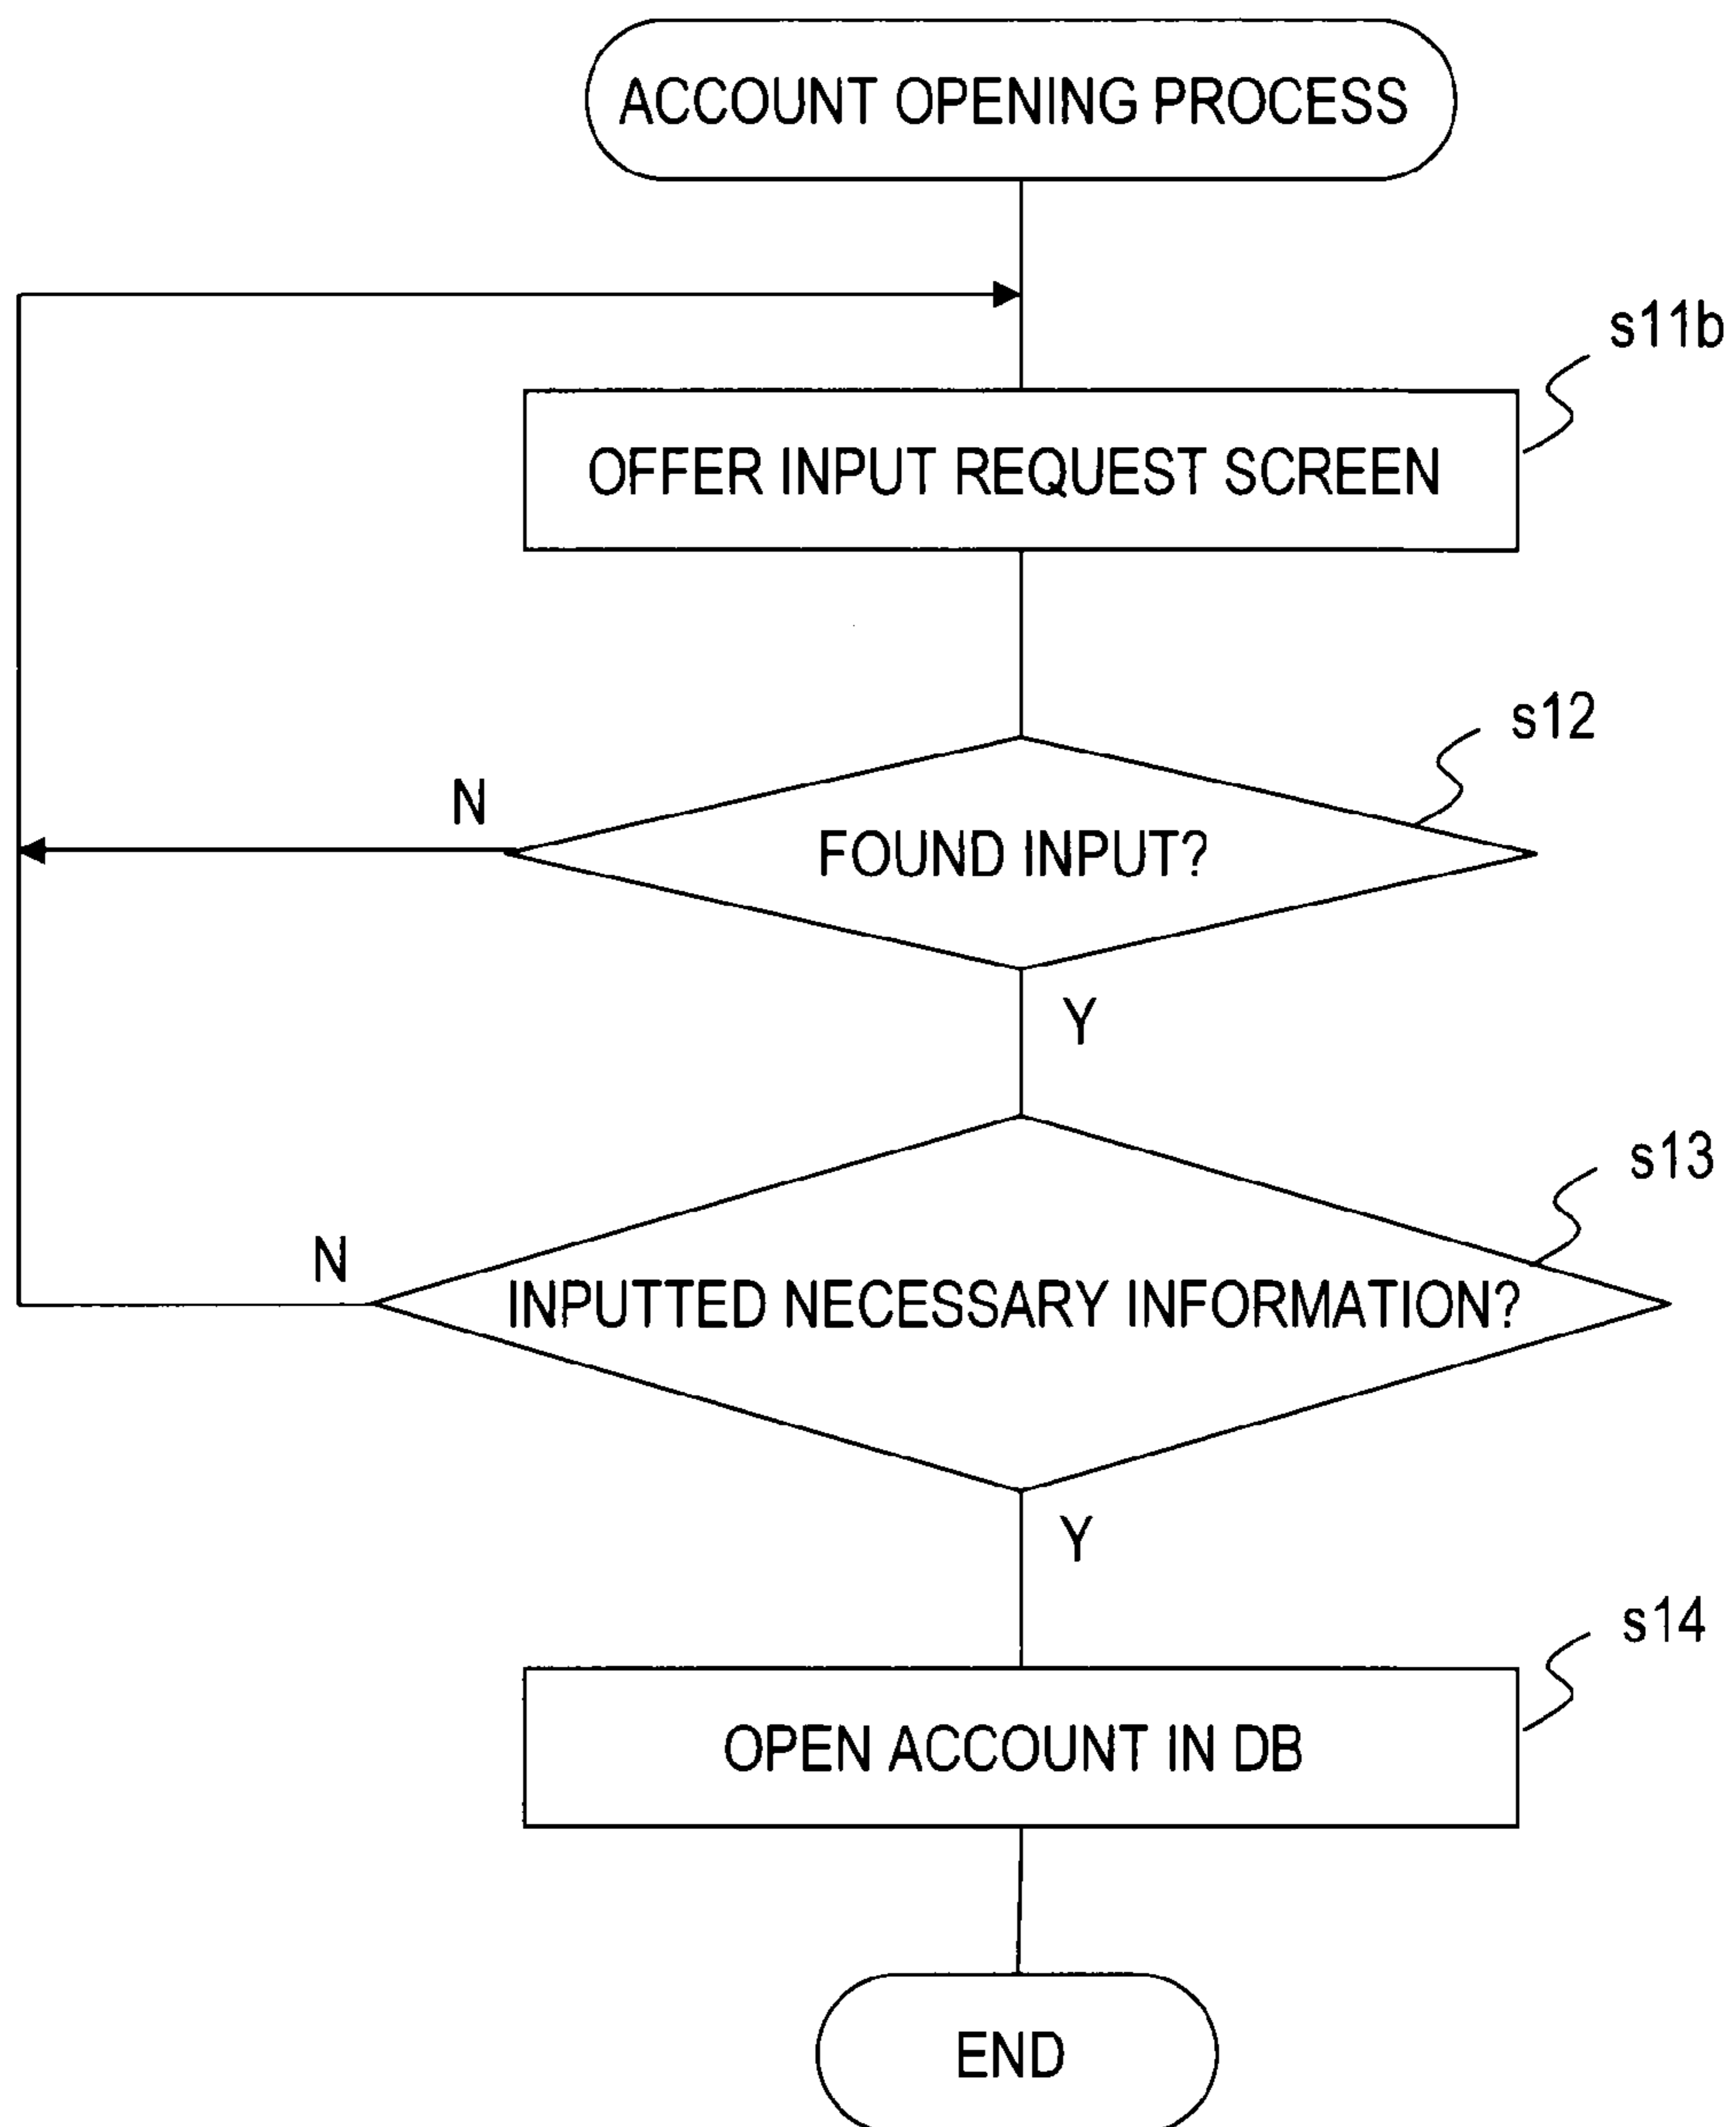 ACCOUNT OPENING PROCESS
s11b
OFFER INPUT REQUEST SCREEN
s12
N
FOUND INPUT?
Y
s13
N
INPUTTED NECESSARY INFORMATION?
Y
s14
OPEN ACCOUNT IN DB
END